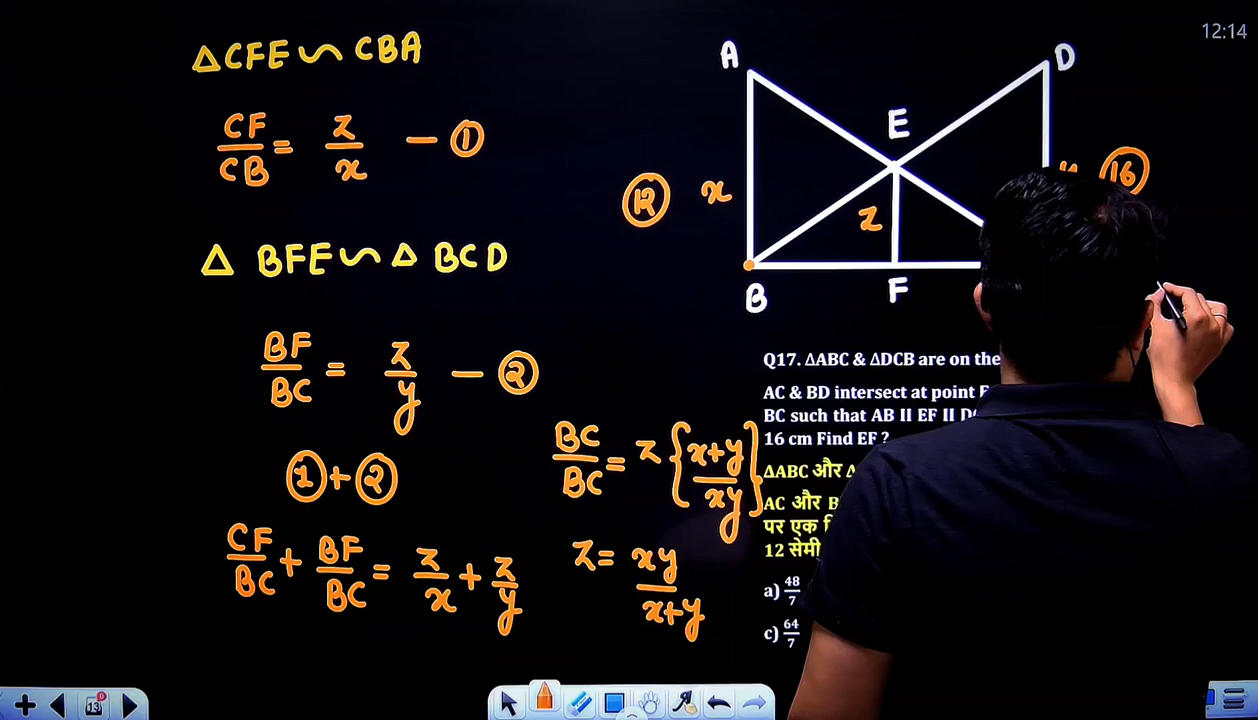 12:14
△CFE ∽ CBA
CF/CB = z/x — ①
△ BFE ∽ △ BCD
BF/BC = z/y — ②
① + ②
CF/BC + BF/BC = z/x + z/y
BC/BC = z {x+y/xy}
z = xy/x+y
A
D
E
⑫ x
⑯
z
B
F
Q17. ΔABC & ΔDCB are on the
AC & BD intersect at point
BC such that AB II EF II
16 cm Find EF ?
ΔABC और
AC और
पर एक
12 सेमी
a) 48/7
c) 64/7
13